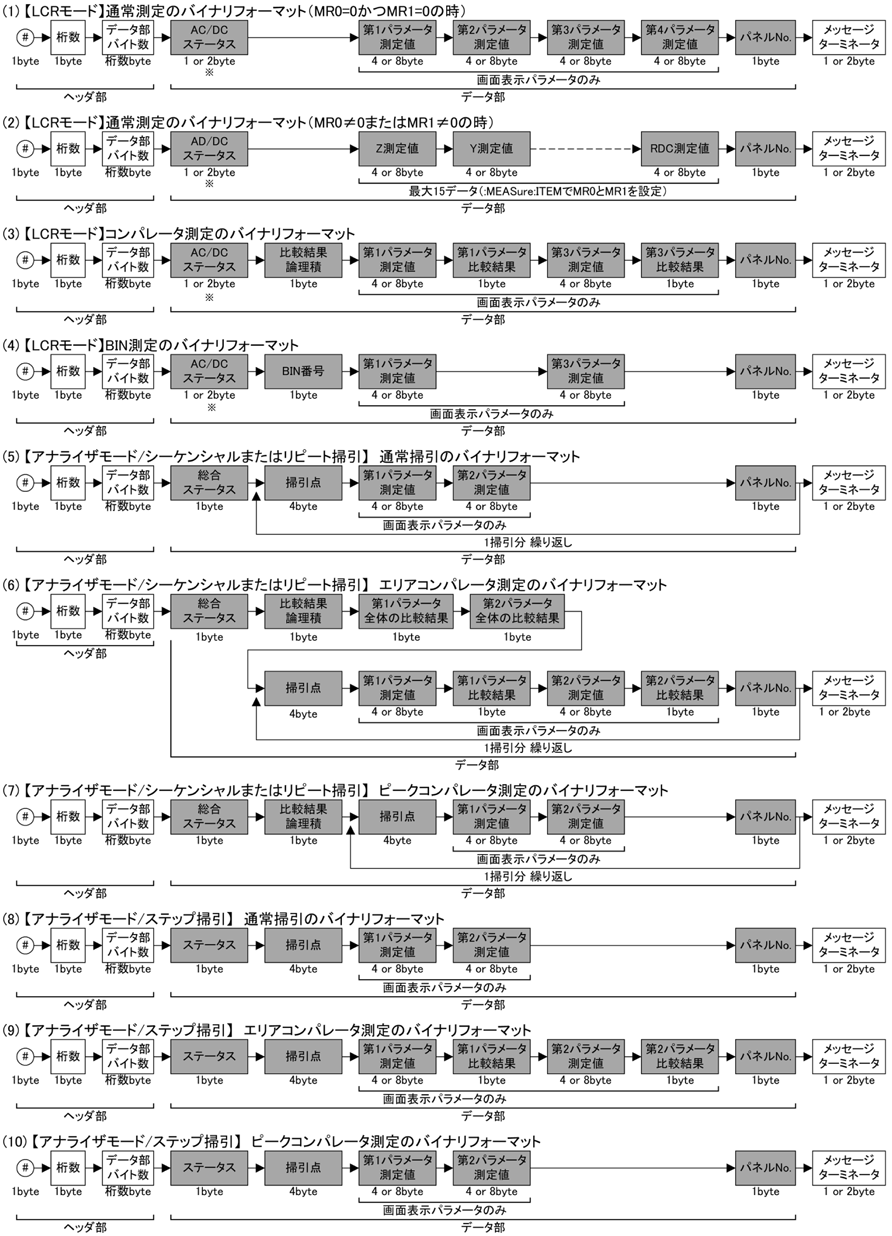 (1)【LCRモード】通常測定のバイナリフォーマット(MR0=0かつMR1=0の時)
# 桁数 データ部 AC/DC 第1パラメータ 第2パラメータ 第3パラメータ 第4パラメータ パネルNo. メッセージ
バイト数 ステータス 測定値 測定値 測定値 測定値 ターミネータ
1byte 1byte 桁数byte 1 or 2byte 4 or 8byte 4 or 8byte 4 or 8byte 4 or 8byte 1byte 1 or 2byte
※ 画面表示パラメータのみ
ヘッダ部 データ部
(2)【LCRモード】通常測定のバイナリフォーマット(MR0≠0またはMR1≠0の時)
# 桁数 データ部 AD/DC Z測定値 Y測定値 RDC測定値 パネルNo. メッセージ
バイト数 ステータス ターミネータ
1byte 1byte 桁数byte 1 or 2byte 4 or 8byte 4 or 8byte 4 or 8byte 1byte 1 or 2byte
※ 最大15データ(:MEASure:ITEMでMR0とMR1を設定)
ヘッダ部 データ部
(3)【LCRモード】コンパレータ測定のバイナリフォーマット
# 桁数 データ部 AC/DC 比較結果 第1パラメータ 第1パラメータ 第3パラメータ 第3パラメータ パネルNo. メッセージ
バイト数 ステータス 論理積 測定値 比較結果 測定値 比較結果 ターミネータ
1byte 1byte 桁数byte 1 or 2byte 1byte 4 or 8byte 1byte 4 or 8byte 1byte 1byte 1 or 2byte
※ 画面表示パラメータのみ
ヘッダ部 データ部
(4)【LCRモード】BIN測定のバイナリフォーマット
# 桁数 データ部 AC/DC BIN番号 第1パラメータ 第3パラメータ パネルNo. メッセージ
バイト数 ステータス 測定値 測定値 ターミネータ
1byte 1byte 桁数byte 1 or 2byte 1byte 4 or 8byte 4 or 8byte 1byte 1 or 2byte
※ 画面表示パラメータのみ
ヘッダ部 データ部
(5)【アナライザモード/シーケンシャルまたはリピート掃引】 通常掃引のバイナリフォーマット
# 桁数 データ部 総合 掃引点 第1パラメータ 第2パラメータ パネルNo. メッセージ
バイト数 ステータス 測定値 測定値 ターミネータ
1byte 1byte 桁数byte 1byte 4byte 4 or 8byte 4 or 8byte 1byte 1 or 2byte
画面表示パラメータのみ
1掃引分 繰り返し
ヘッダ部 データ部
(6)【アナライザモード/シーケンシャルまたはリピート掃引】 エリアコンパレータ測定のバイナリフォーマット
# 桁数 データ部 総合 比較結果 第1パラメータ 第2パラメータ
バイト数 ステータス 論理積 全体の比較結果 全体の比較結果
1byte 1byte 桁数byte 1byte 1byte 1byte 1byte
ヘッダ部
掃引点 第1パラメータ 第1パラメータ 第2パラメータ 第2パラメータ パネルNo. メッセージ
測定値 比較結果 測定値 比較結果 ターミネータ
4byte 4 or 8byte 1byte 4 or 8byte 1byte 1byte 1 or 2byte
画面表示パラメータのみ
1掃引分 繰り返し
データ部
(7)【アナライザモード/シーケンシャルまたはリピート掃引】 ピークコンパレータ測定のバイナリフォーマット
# 桁数 データ部 総合 比較結果 掃引点 第1パラメータ 第2パラメータ パネルNo. メッセージ
バイト数 ステータス 論理積 測定値 測定値 ターミネータ
1byte 1byte 桁数byte 1byte 1byte 4byte 4 or 8byte 4 or 8byte 1byte 1 or 2byte
画面表示パラメータのみ
1掃引分 繰り返し
ヘッダ部 データ部
(8)【アナライザモード/ステップ掃引】 通常掃引のバイナリフォーマット
# 桁数 データ部 ステータス 掃引点 第1パラメータ 第2パラメータ パネルNo. メッセージ
バイト数 測定値 測定値 ターミネータ
1byte 1byte 桁数byte 1byte 4byte 4 or 8byte 4 or 8byte 1byte 1 or 2byte
画面表示パラメータのみ
ヘッダ部 データ部
(9)【アナライザモード/ステップ掃引】 エリアコンパレータ測定のバイナリフォーマット
# 桁数 データ部 ステータス 掃引点 第1パラメータ 第1パラメータ 第2パラメータ 第2パラメータ パネルNo. メッセージ
バイト数 測定値 比較結果 測定値 比較結果 ターミネータ
1byte 1byte 桁数byte 1byte 4byte 4 or 8byte 1byte 4 or 8byte 1byte 1byte 1 or 2byte
画面表示パラメータのみ
ヘッダ部 データ部
(10)【アナライザモード/ステップ掃引】 ピークコンパレータ測定のバイナリフォーマット
# 桁数 データ部 ステータス 掃引点 第1パラメータ 第2パラメータ パネルNo. メッセージ
バイト数 測定値 測定値 ターミネータ
1byte 1byte 桁数byte 1byte 4byte 4 or 8byte 4 or 8byte 1byte 1 or 2byte
画面表示パラメータのみ
ヘッダ部 データ部